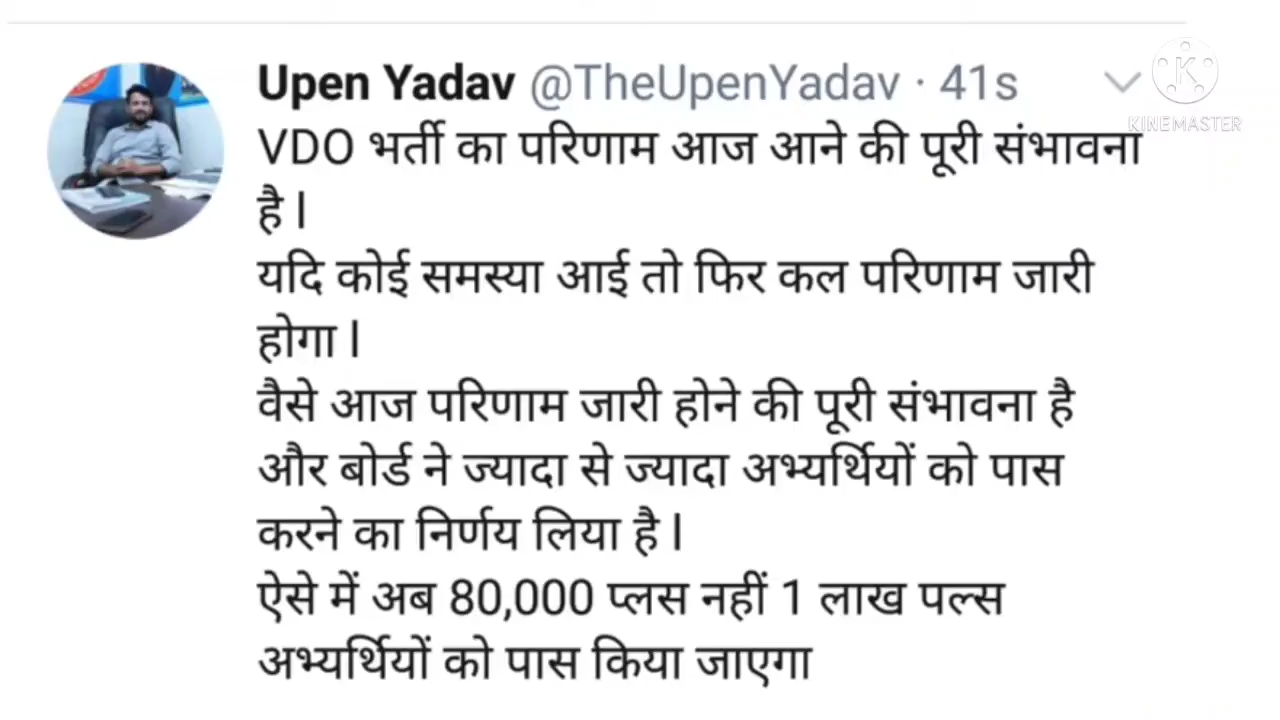 Upen Yadav @TheUpenYadav · 41s
KINEMASTER
VDO भर्ती का परिणाम आज आने की पूरी संभावना
है।
यदि कोई समस्या आई तो फिर कल परिणाम जारी
होगा।
वैसे आज परिणाम जारी होने की पूरी संभावना है
और बोर्ड ने ज्यादा से ज्यादा अभ्यर्थियों को पास
करने का निर्णय लिया है।
ऐसे में अब 80,000 प्लस नहीं 1 लाख पल्स
अभ्यर्थियों को पास किया जाएगा